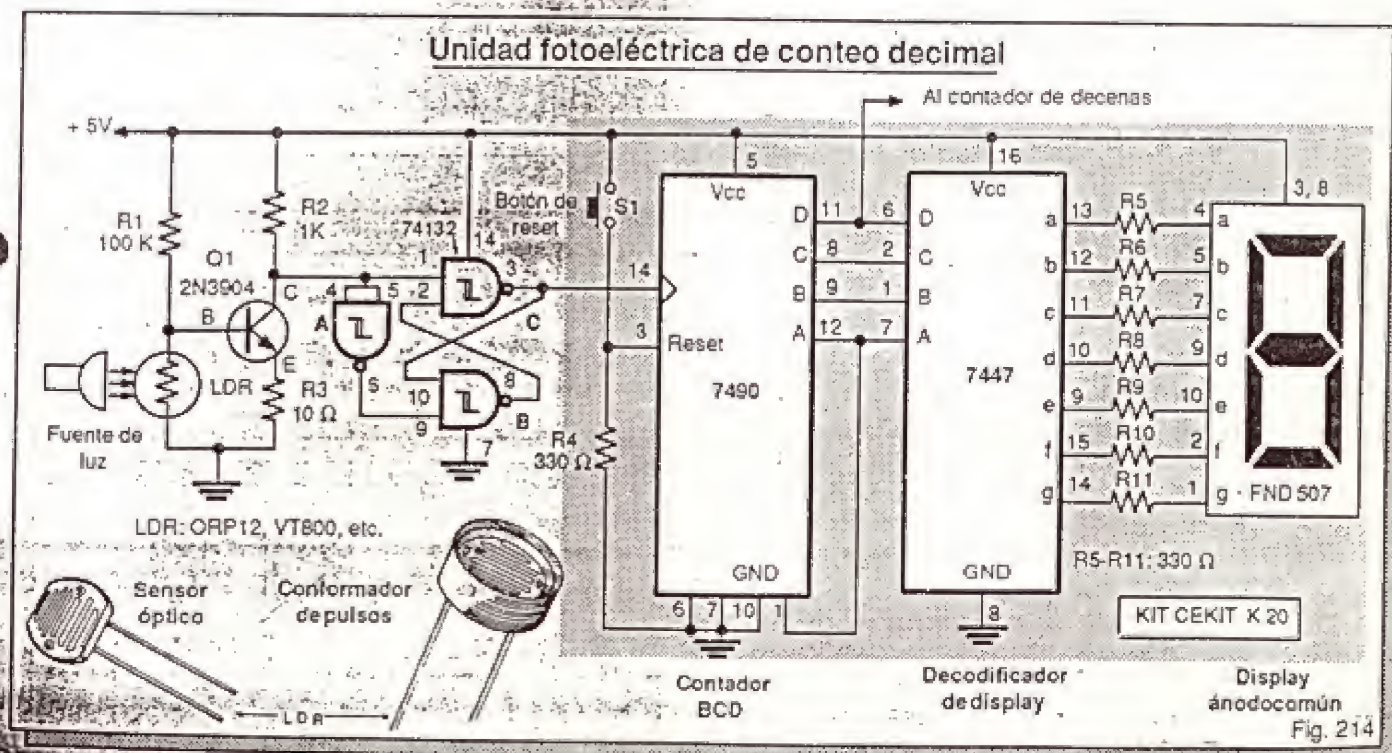 Unidad fotoeléctrica de conteo decimal
Al contador de decenas
+ 5V
R1
100 K
R2
1K
Q1
2N3904
B
C
E
R3
10 Ω
LDR
Fuente de
luz
74132
14
1
2
3
4
5
A
S
C
10
9
8
B
7
Botón de
reset
S1
R4
330 Ω
14
3
5
Vcc
Reset
7490
D
C
B
A
GND
11
8
9
12
6
7
10
1
6
2
1
7
16
Vcc
D
C
B
A
7447
a
b
c
d
e
f
g
GND
8
13
12
11
10
9
15
14
R5
R6
R7
R8
R9
R10
R11
4
5
7
9
10
2
1
3, 8
a
b
c
d
e
f
g
FND 507
R5-R11: 330 Ω
KIT CEKIT K 20
LDR: ORP12, VT800, etc.
Sensor
óptico
Conformador
de pulsos
LDR
Contador
BCD
Decodificador
de display
Display
ánodo común
Fig. 214